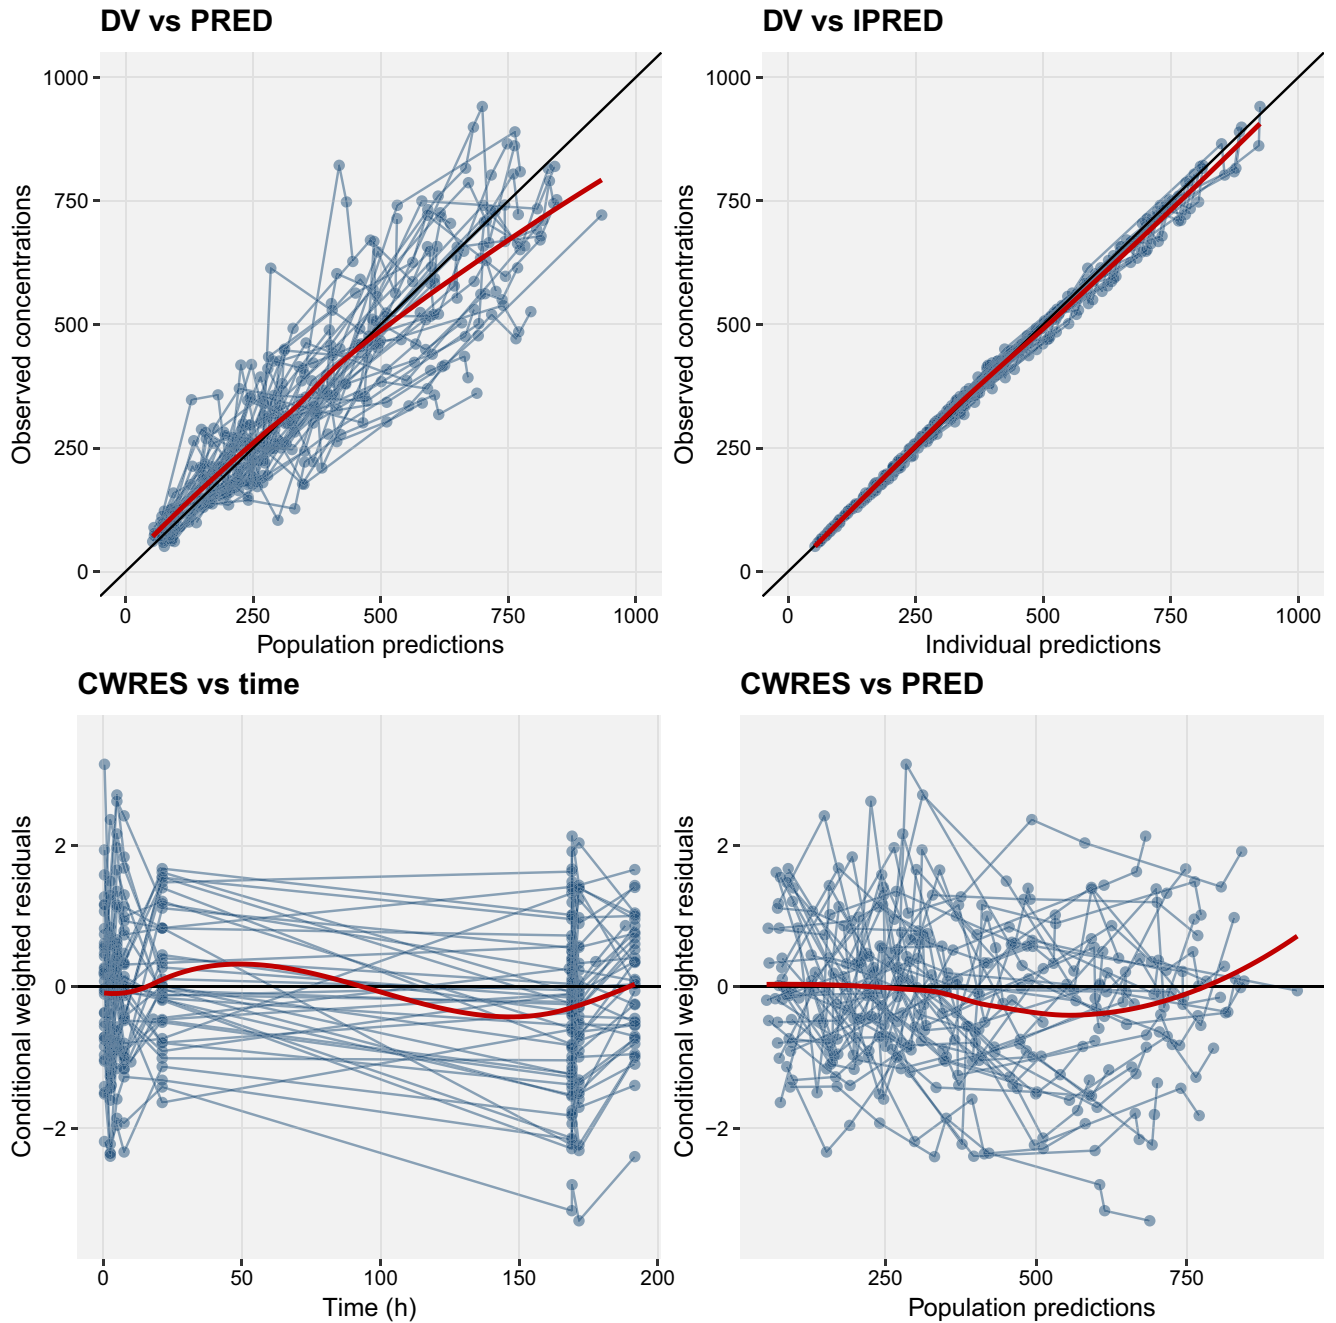 DV vs PRED
1000
750
500
250
0
Observed concentrations
0 250 500 750 1000
Population predictions
DV vs IPRED
1000
750
500
250
0
Observed concentrations
0 250 500 750 1000
Individual predictions
CWRES vs time
2
0
−2
Conditional weighted residuals
0 50 100 150 200
Time (h)
CWRES vs PRED
2
0
−2
Conditional weighted residuals
250 500 750
Population predictions